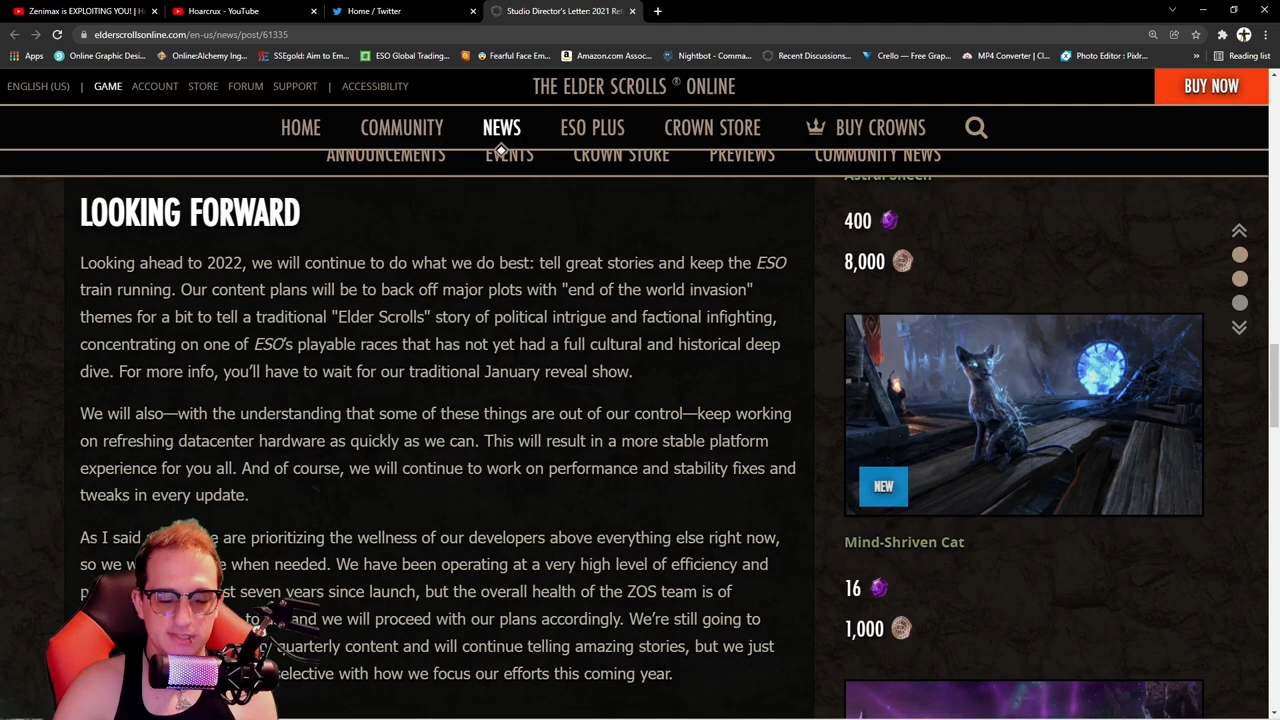 Zenimax is EXPLOITING YOU! | H
Hoarcrux - YouTube
Home / Twitter
Studio Director's Letter: 2021 Ret
elderscrollsonline.com/en-us/news/post/61335
Apps
Online Graphic Desi...
OnlineAlchemy Ing...
SSEgold: Aim to Em...
ESO Global Trading...
Fearful Face Em...
Amazon.com Assoc...
Nightbot - Comma...
Recent Discussions...
Crello — Free Grap...
MP4 Converter | Cl...
Photo Editor : Pixlr...
Reading list
ENGLISH (US) | GAME ACCOUNT STORE FORUM SUPPORT | ACCESSIBILITY
THE ELDER SCROLLS ® ONLINE
BUY NOW
HOME COMMUNITY NEWS ESO PLUS CROWN STORE BUY CROWNS
ANNOUNCEMENTS EVENTS CROWN STORE PREVIEWS COMMUNITY NEWS
LOOKING FORWARD
Looking ahead to 2022, we will continue to do what we do best: tell great stories and keep the ESO
train running. Our content plans will be to back off major plots with "end of the world invasion"
themes for a bit to tell a traditional "Elder Scrolls" story of political intrigue and factional infighting,
concentrating on one of ESO's playable races that has not yet had a full cultural and historical deep
dive. For more info, you'll have to wait for our traditional January reveal show.
We will also—with the understanding that some of these things are out of our control—keep working
on refreshing datacenter hardware as quickly as we can. This will result in a more stable platform
experience for you all. And of course, we will continue to work on performance and stability fixes and
tweaks in every update.
As I said are prioritizing the wellness of our developers above everything else right now,
so we when needed. We have been operating at a very high level of efficiency and
seven years since launch, but the overall health of the ZOS team is of
and we will proceed with our plans accordingly. We're still going to
quarterly content and will continue telling amazing stories, but we just
selective with how we focus our efforts this coming year.
Astral Sheen
400
8,000
NEW
Mind-Shriven Cat
16
1,000